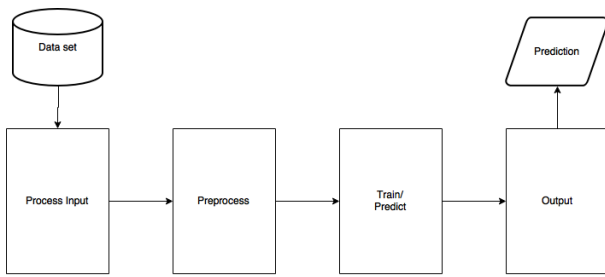 Data set
Prediction
Process Input
Preprocess
Train/
Predict
Output